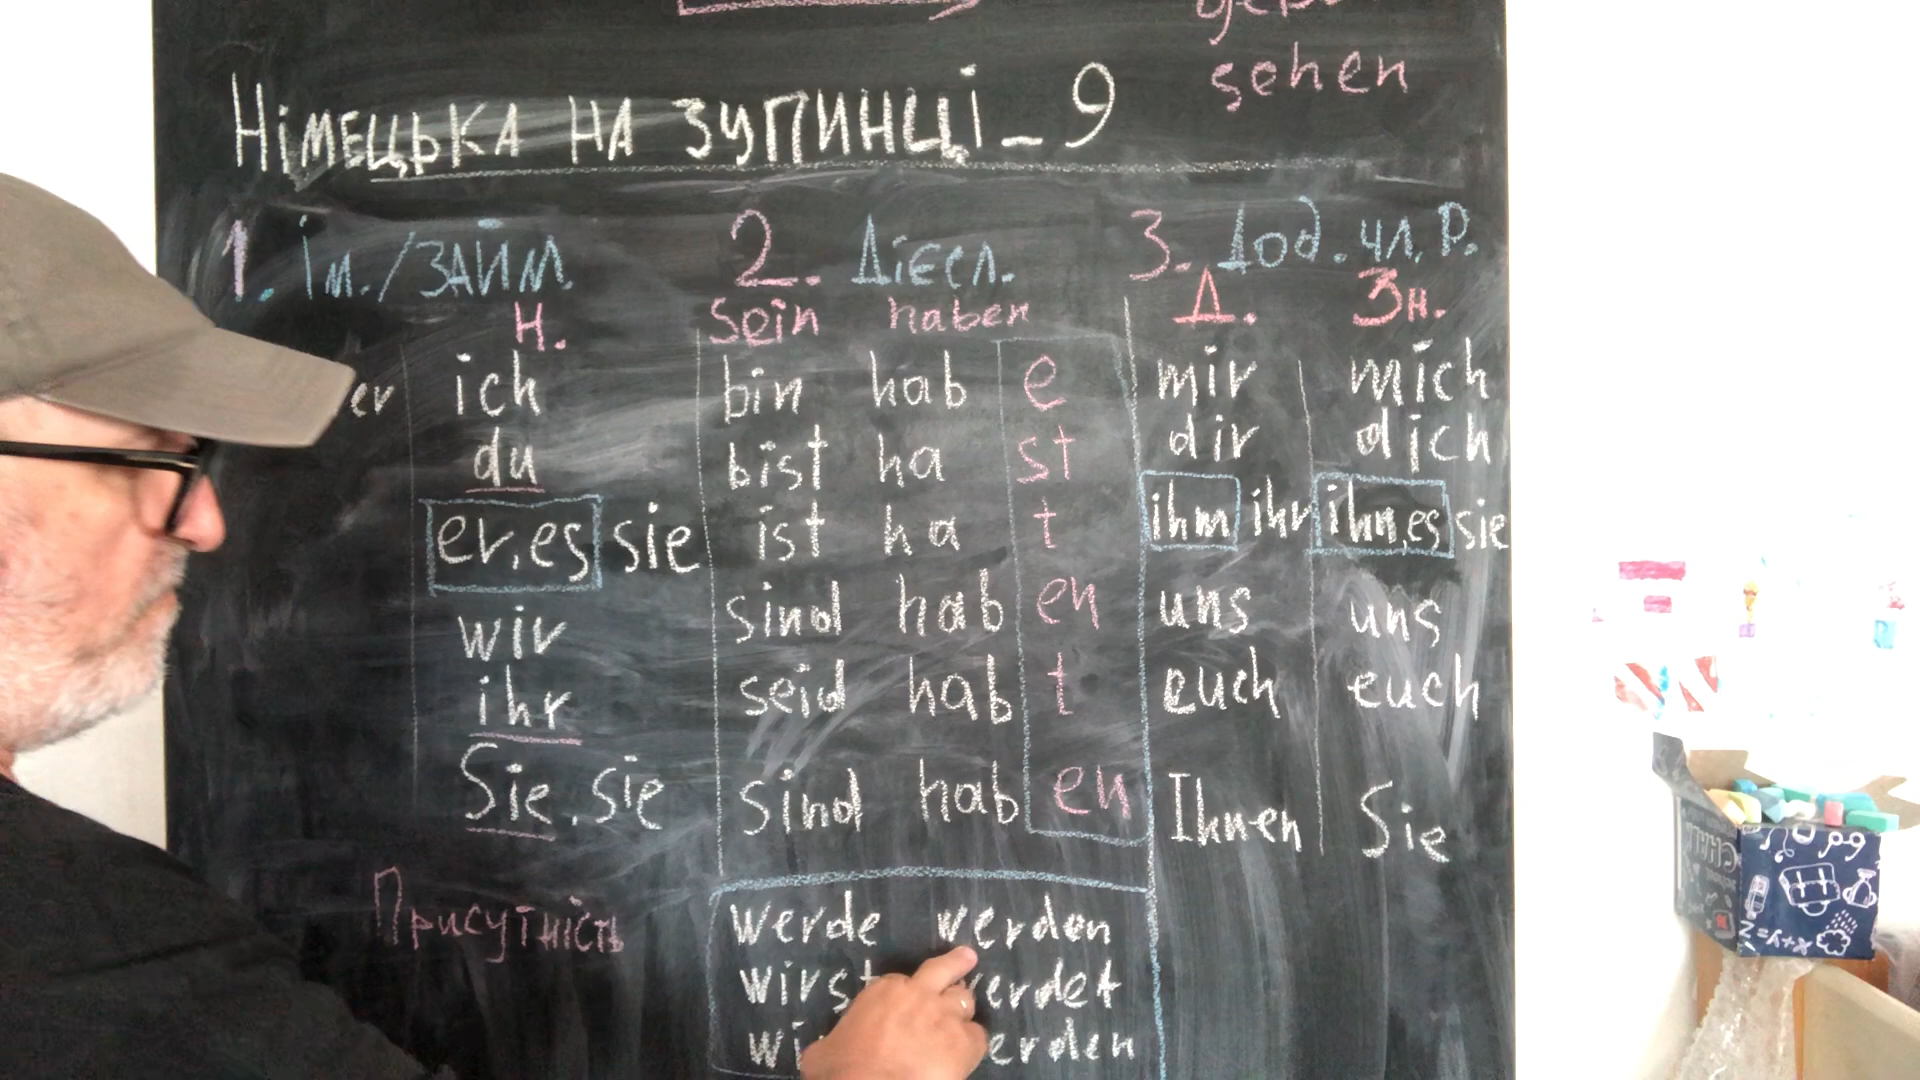 sehen
НІМЕЦЬКА НА ЗУПИНЦІ_9
1. Ім./ЗАЙМ. 2. Дієсл. 3. Дод. чл. Р.
Н. Sein haben Д. Зн.
er ich bin hab e mir mich
du bist ha st dir dich
er, es sie ist ha t ihm ihr ihn, es sie
wir sind hab en uns uns
ihr seid hab t euch euch
Sie, sie sind hab en Ihnen Sie
Присутність
werde werden
wirst werdet